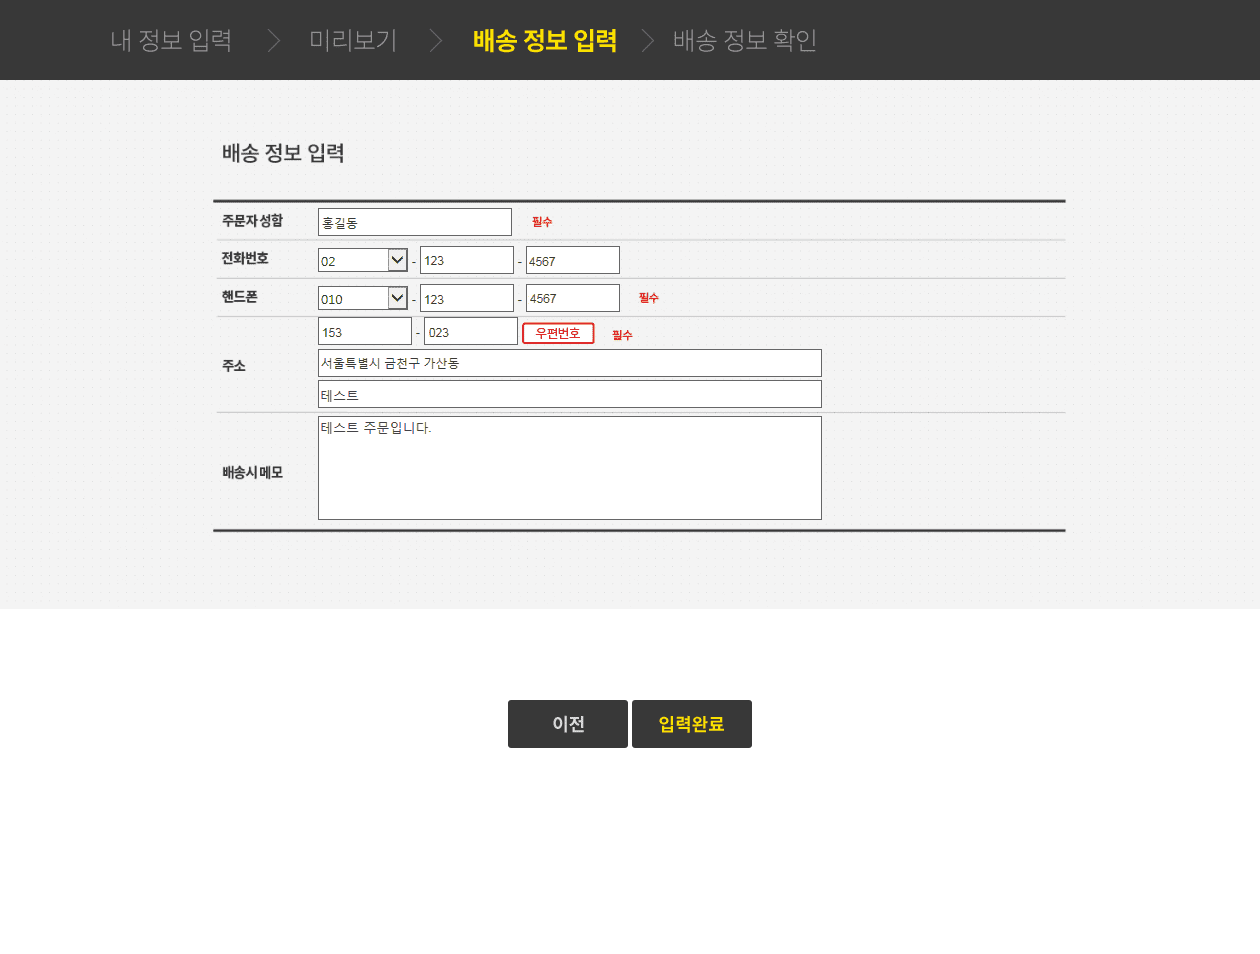 내 정보 입력 미리보기 배송 정보 입력 배송 정보 확인
배송 정보 입력
주문자 성함 홍길동 필수
전화번호 02 - 123 - 4567
핸드폰 010 - 123 - 4567 필수
153 - 023 우편번호 필수
주소 서울특별시 금천구 가산동
테스트
배송시 메모 테스트 주문입니다.
이전 입력완료